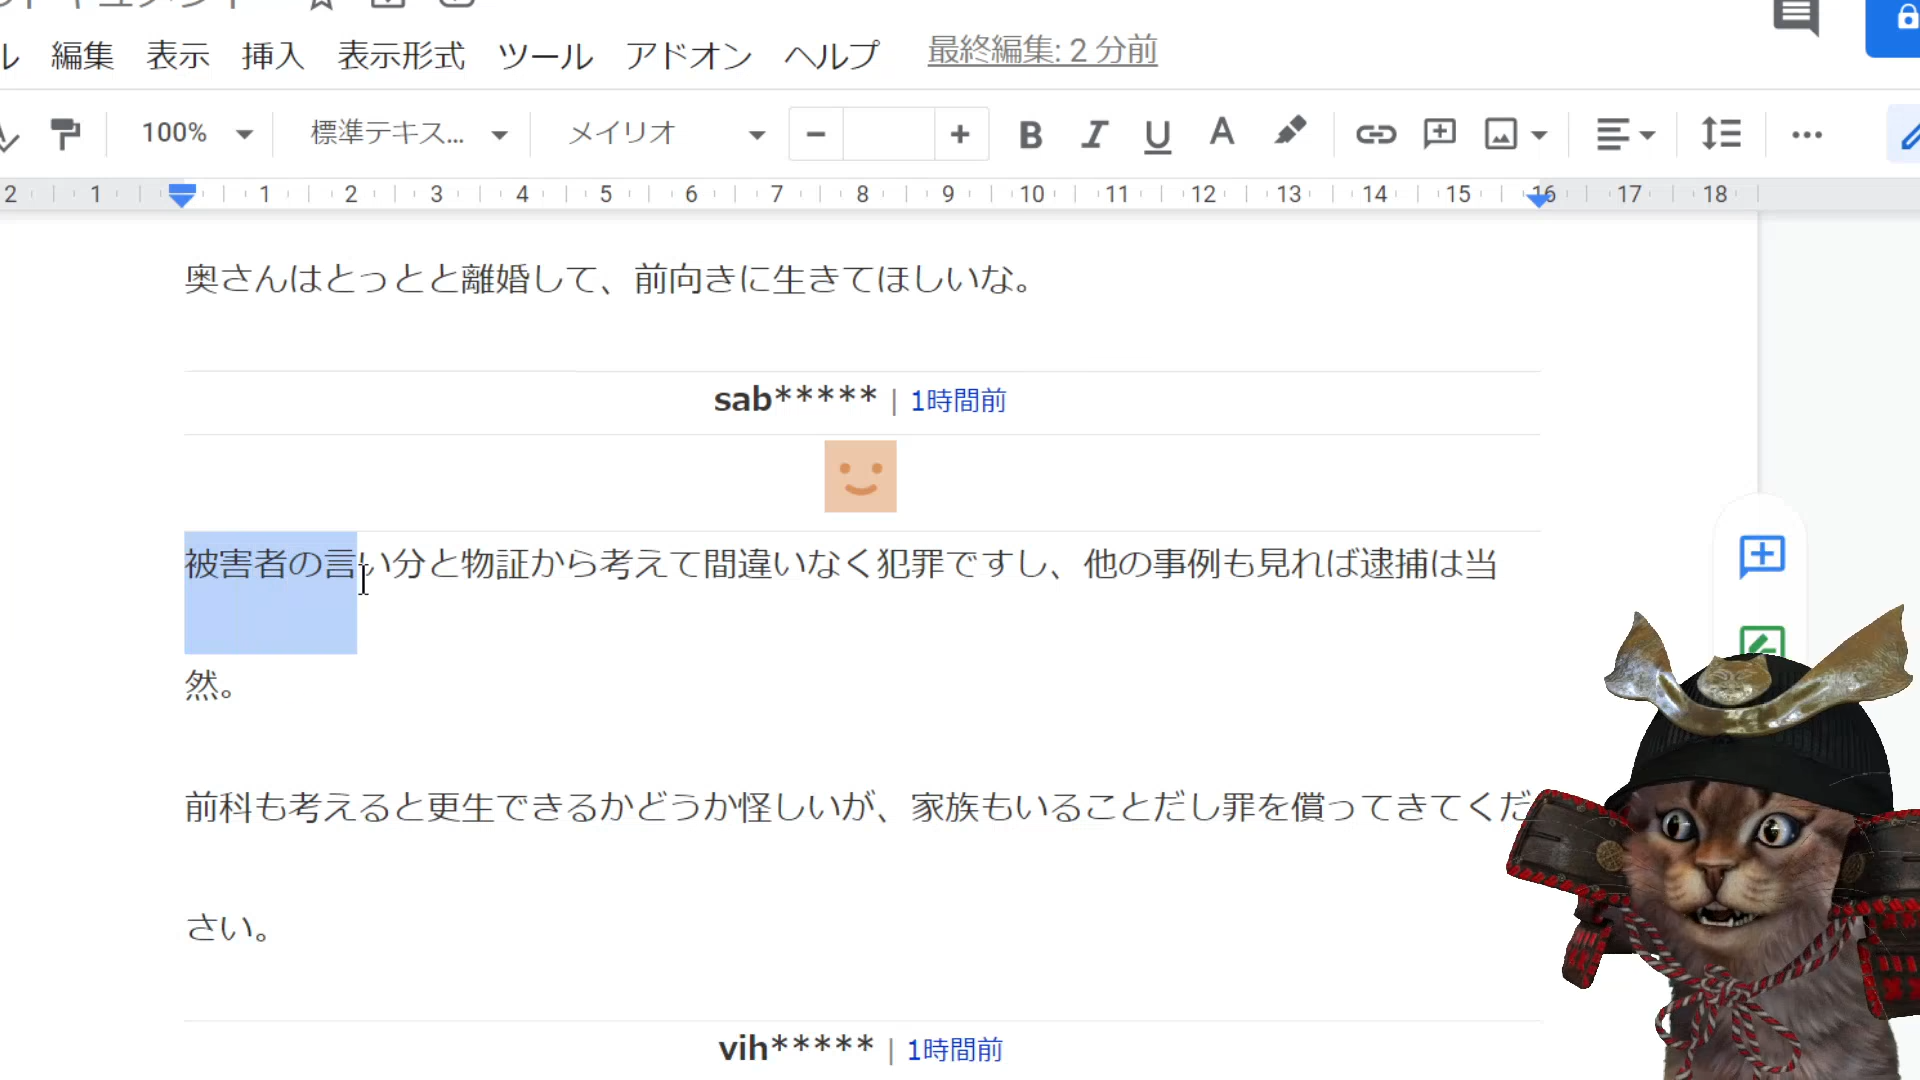 ル 編集 表示 挿入 表示形式 ツール アドオン ヘルプ 最終編集: 2 分前
100% 標準テキス... メイリオ − + B I U A
2 1 1 2 3 4 5 6 7 8 9 10 11 12 13 14 15 16 17 18
奥さんはとっとと離婚して、前向きに生きてほしいな。
sab***** | 1時間前
被害者の言い分と物証から考えて間違いなく犯罪ですし、他の事例も見れば逮捕は当
然。
前科も考えると更生できるかどうか怪しいが、家族もいることだし罪を償ってきてくだ
さい。
vih***** | 1時間前